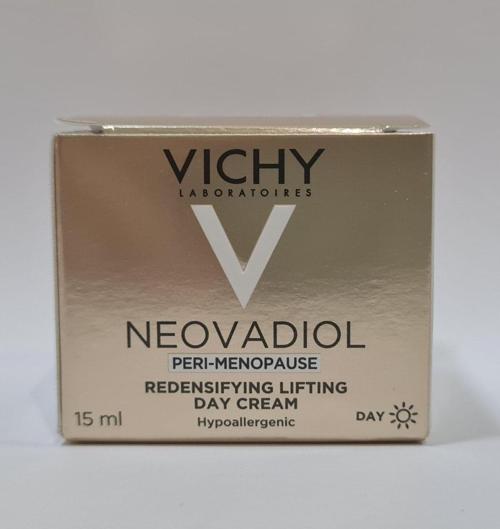 VICHY
LABORATOIRES
V
NEOVADIOL
PERI-MENOPAUSE
REDENSIFYING LIFTING
DAY CREAM
Hypoallergenic
15 ml
DAY